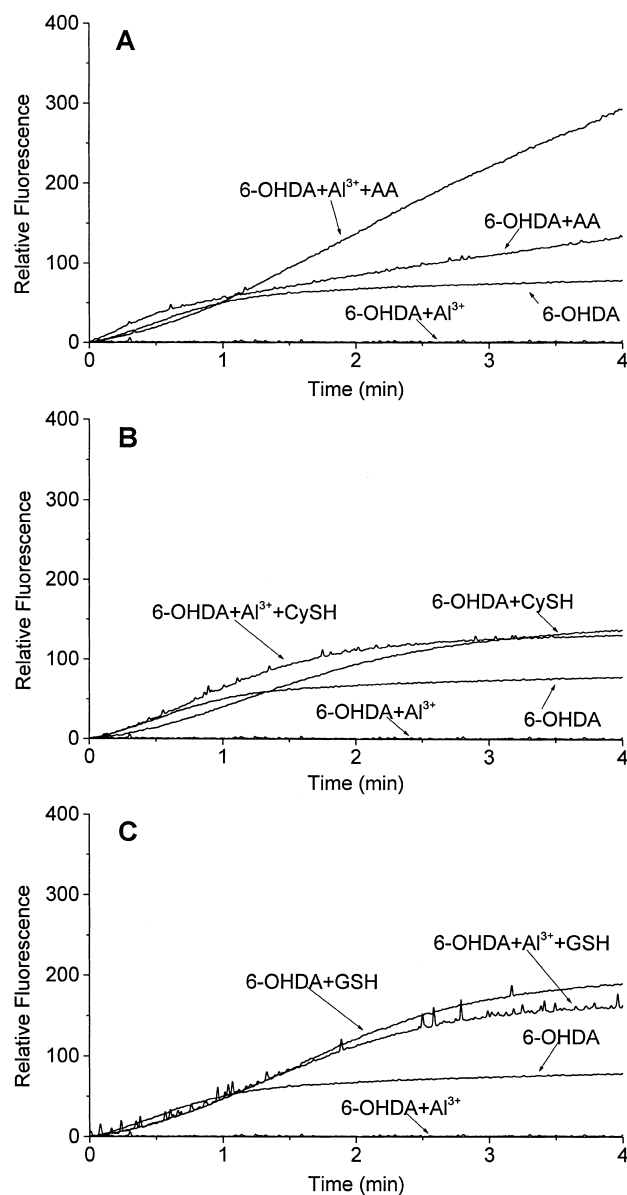 A
400
300
200
100
0
Relative Fluorescence
6-OHDA+Al³⁺+AA
6-OHDA+AA
6-OHDA+Al³⁺
6-OHDA
0 1 2 3 4
Time (min)
B
400
300
200
100
0
Relative Fluorescence
6-OHDA+Al³⁺+CySH
6-OHDA+CySH
6-OHDA+Al³⁺
6-OHDA
0 1 2 3 4
Time (min)
C
400
300
200
100
0
Relative Fluorescence
6-OHDA+Al³⁺+GSH
6-OHDA+GSH
6-OHDA
6-OHDA+Al³⁺
0 1 2 3 4
Time (min)